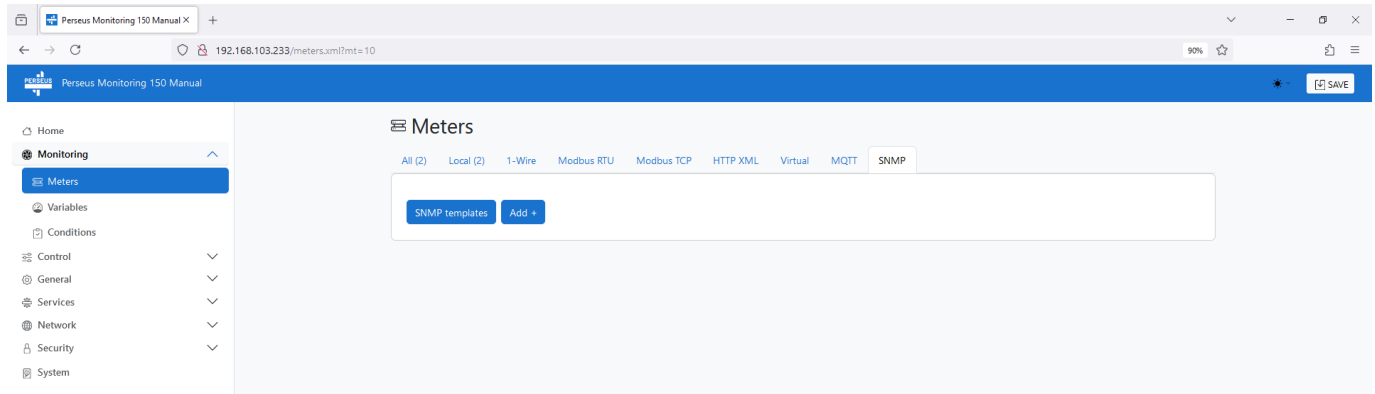 Perseus Monitoring 150 Manual
192.168.103.233/meters.xml?mt=10
90%
PERSEUS
Perseus Monitoring 150 Manual
SAVE
Home
Monitoring
Meters
Variables
Conditions
Control
General
Services
Network
Security
System
Meters
All (2) Local (2) 1-Wire Modbus RTU Modbus TCP HTTP XML Virtual MQTT SNMP
SNMP templates Add +